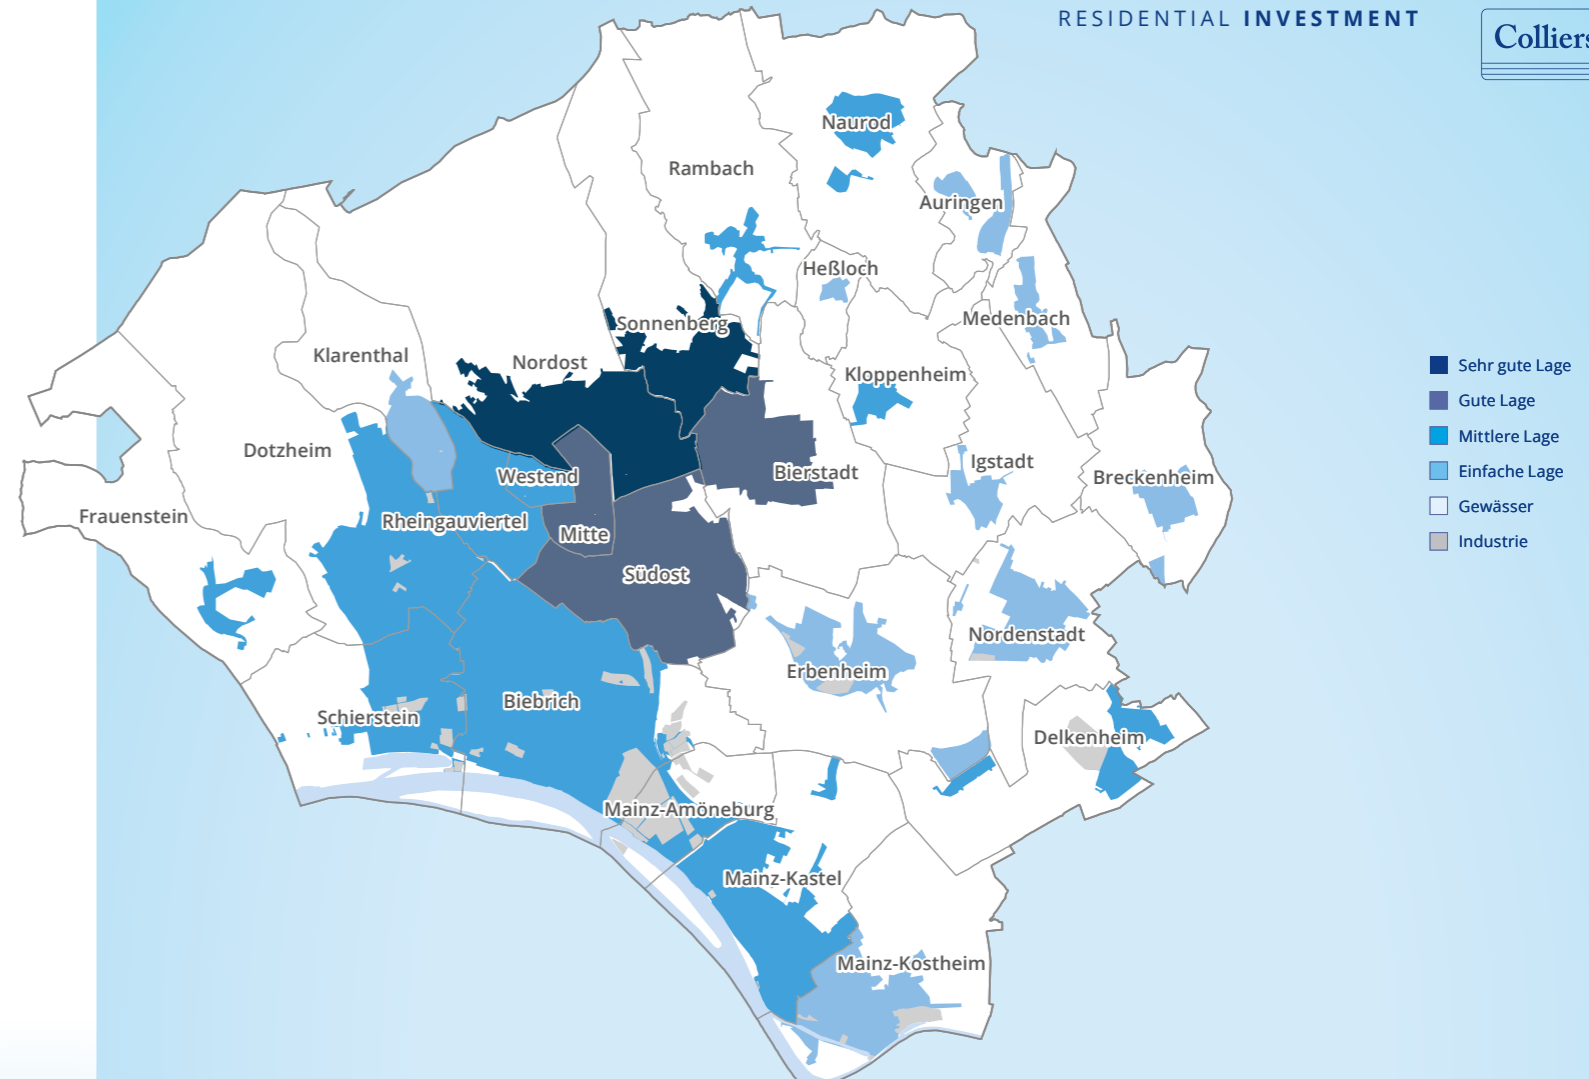 RESIDENTIAL INVESTMENT
Colliers
Naurod
Rambach
Auringen
Heßloch
Medenbach
Sonnenberg
Klarenthal
Nordost
Kloppenheim
Sehr gute Lage
Gute Lage
Mittlere Lage
Einfache Lage
Gewässer
Industrie
Dotzheim
Westend
Bierstadt
Igstadt
Breckenheim
Frauenstein
Rheingauviertel
Mitte
Südost
Nordenstadt
Erbenheim
Biebrich
Schierstein
Delkenheim
Mainz-Amöneburg
Mainz-Kastel
Mainz-Kostheim